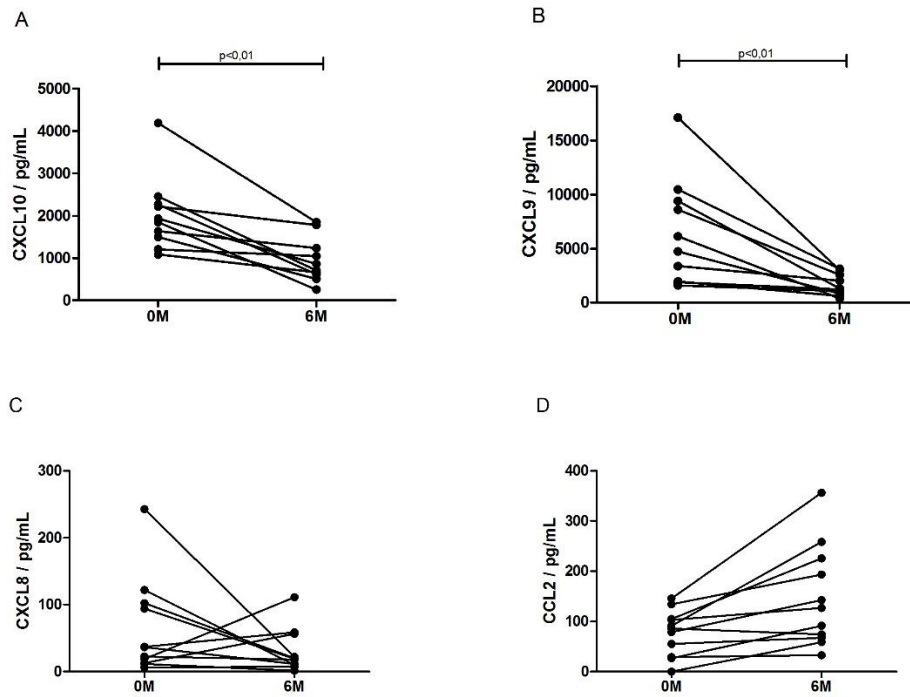 A
p<0,01
5000
4000
3000
2000
1000
0
CXCL10 / pg/mL
0M 6M
B
p<0,01
20000
15000
10000
5000
0
CXCL9 / pg/mL
0M 6M
C
300
200
100
0
CXCL8 / pg/mL
0M 6M
D
400
300
200
100
0
CCL2 / pg/mL
0M 6M